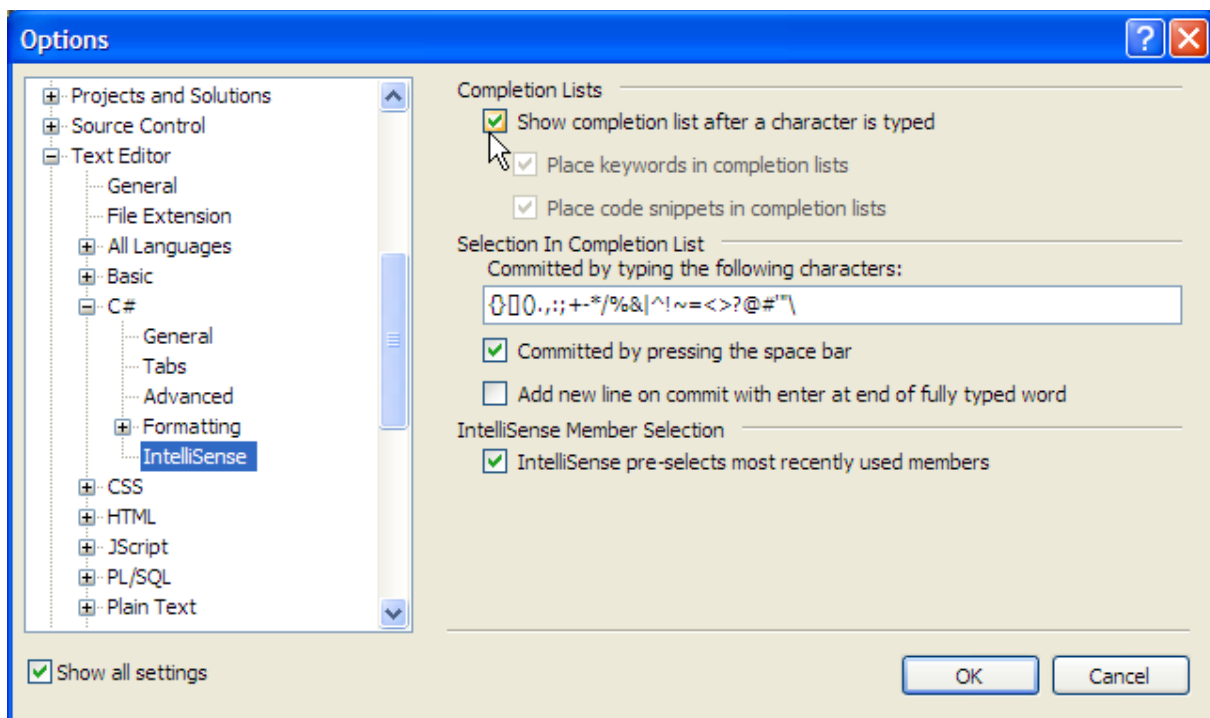 Options
Projects and Solutions
Source Control
Text Editor
General
File Extension
All Languages
Basic
C#
General
Tabs
Advanced
Formatting
IntelliSense
CSS
HTML
JScript
PL/SQL
Plain Text
Show all settings
Completion Lists
Show completion list after a character is typed
Place keywords in completion lists
Place code snippets in completion lists
Selection In Completion List
Committed by typing the following characters:
{}[]().,:;+-*/%&|^!~=<>?@#'"\
Committed by pressing the space bar
Add new line on commit with enter at end of fully typed word
IntelliSense Member Selection
IntelliSense pre-selects most recently used members
OK
Cancel